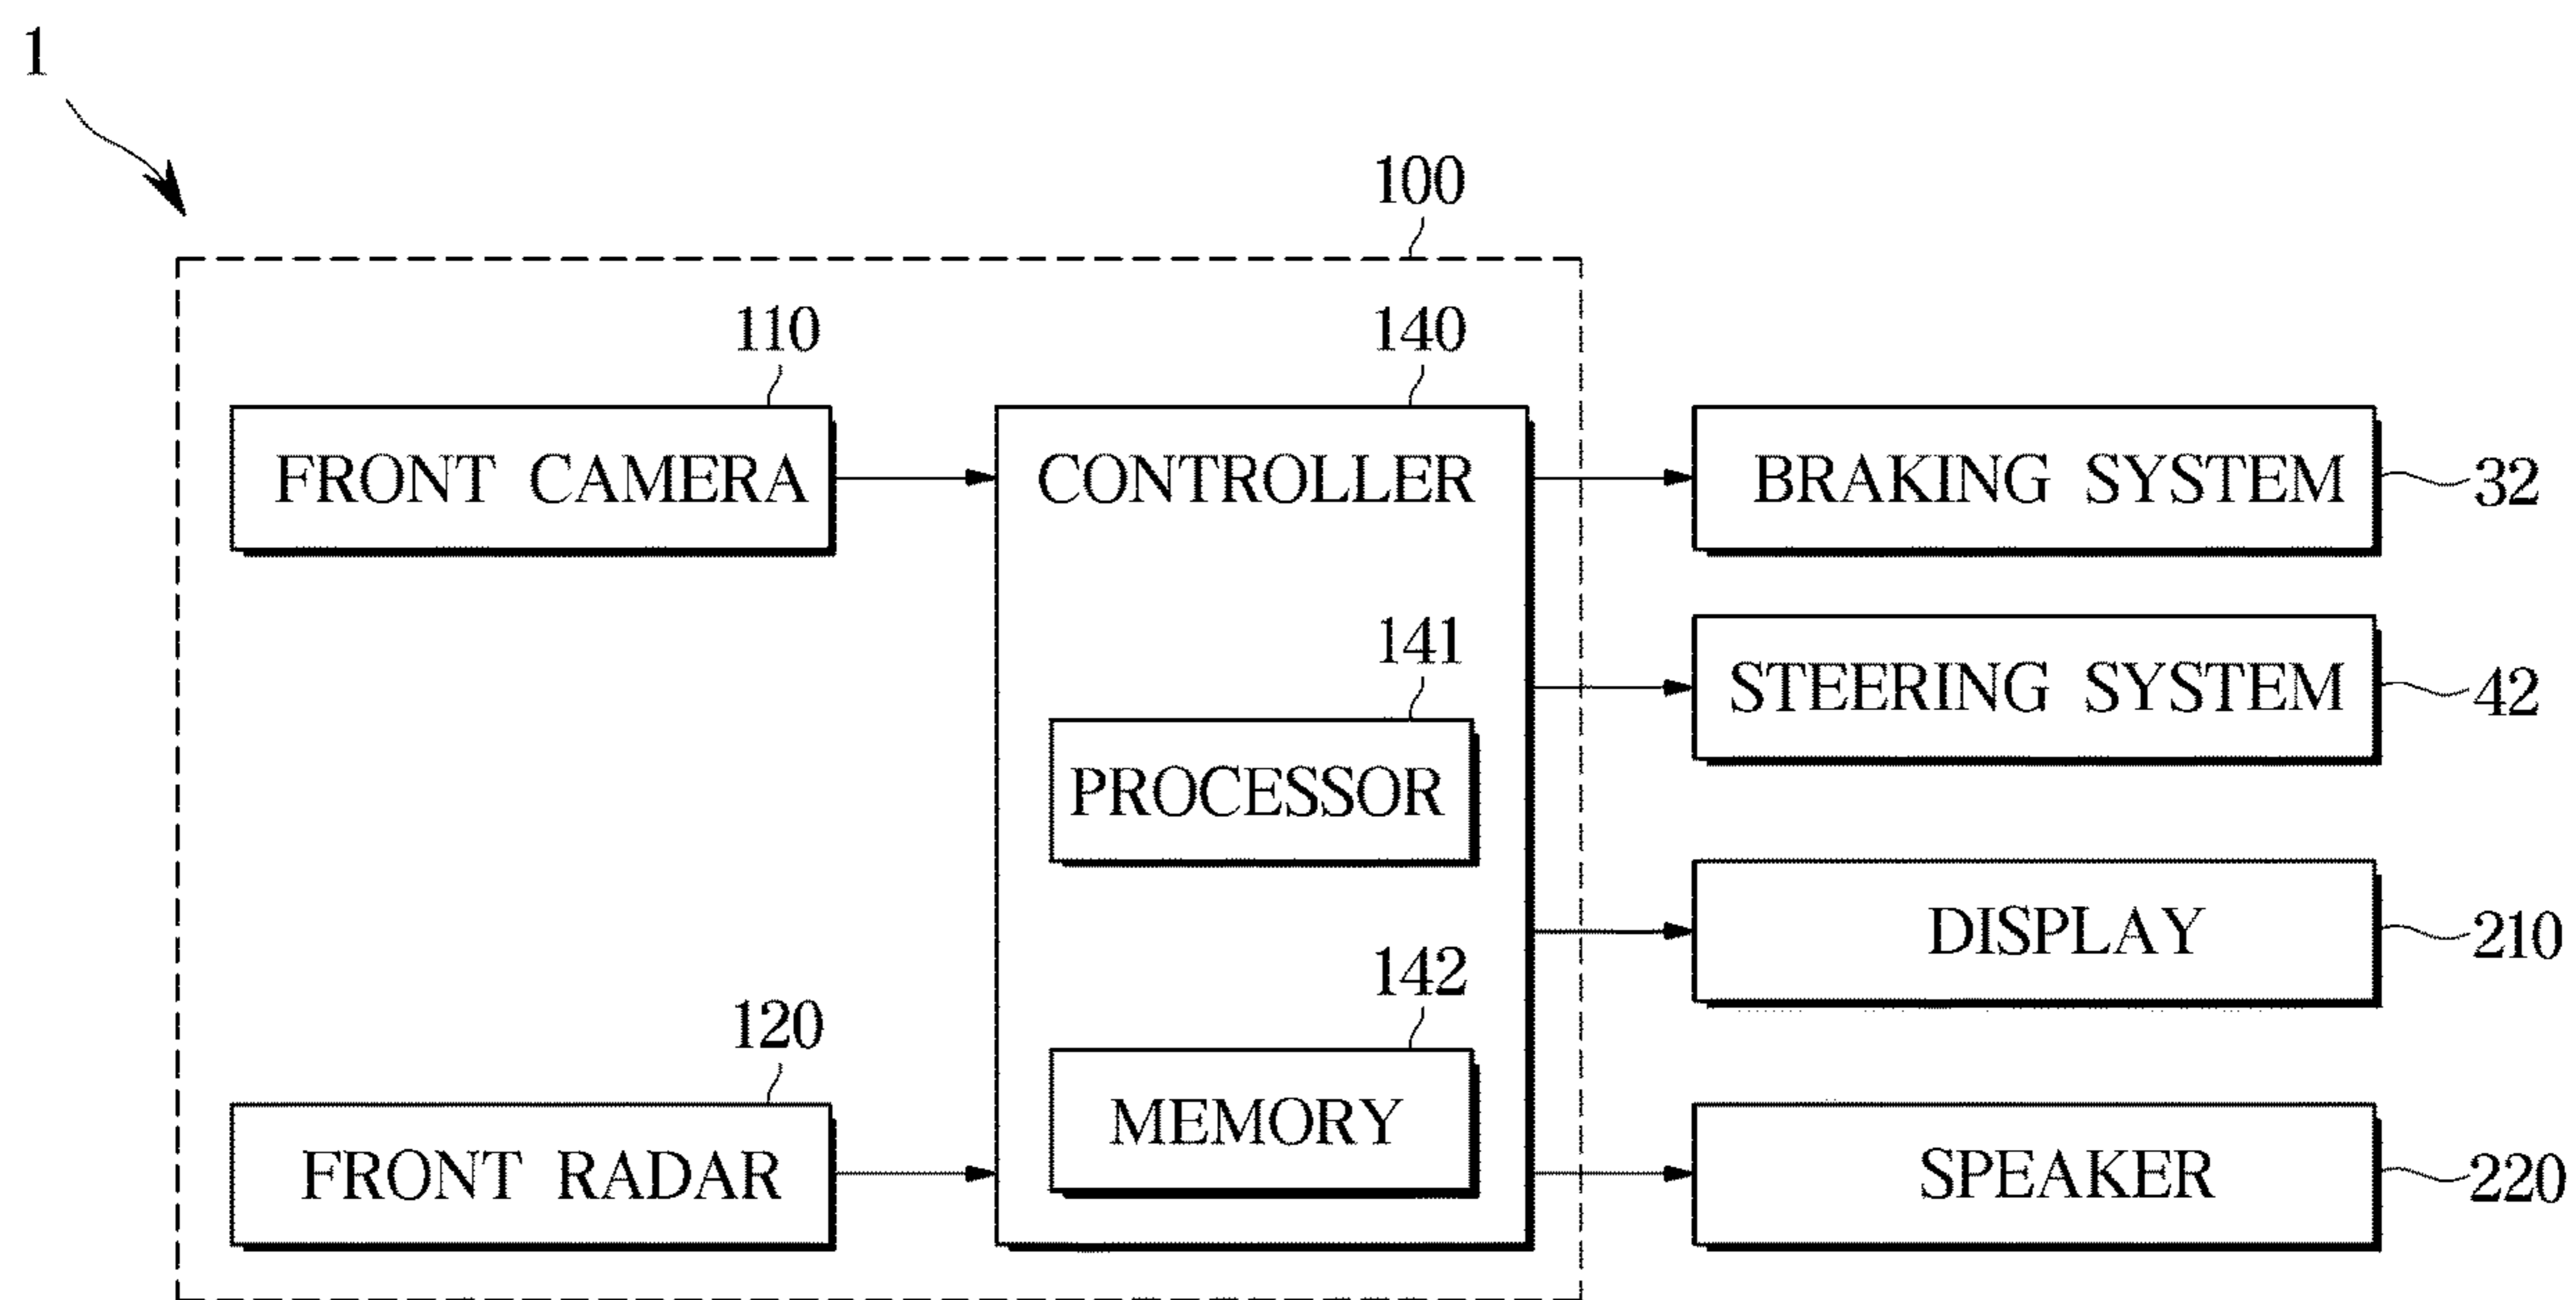 1
100
110
140
FRONT CAMERA
CONTROLLER
BRAKING SYSTEM
32
141
STEERING SYSTEM
42
PROCESSOR
DISPLAY
210
142
120
MEMORY
FRONT RADAR
SPEAKER
220